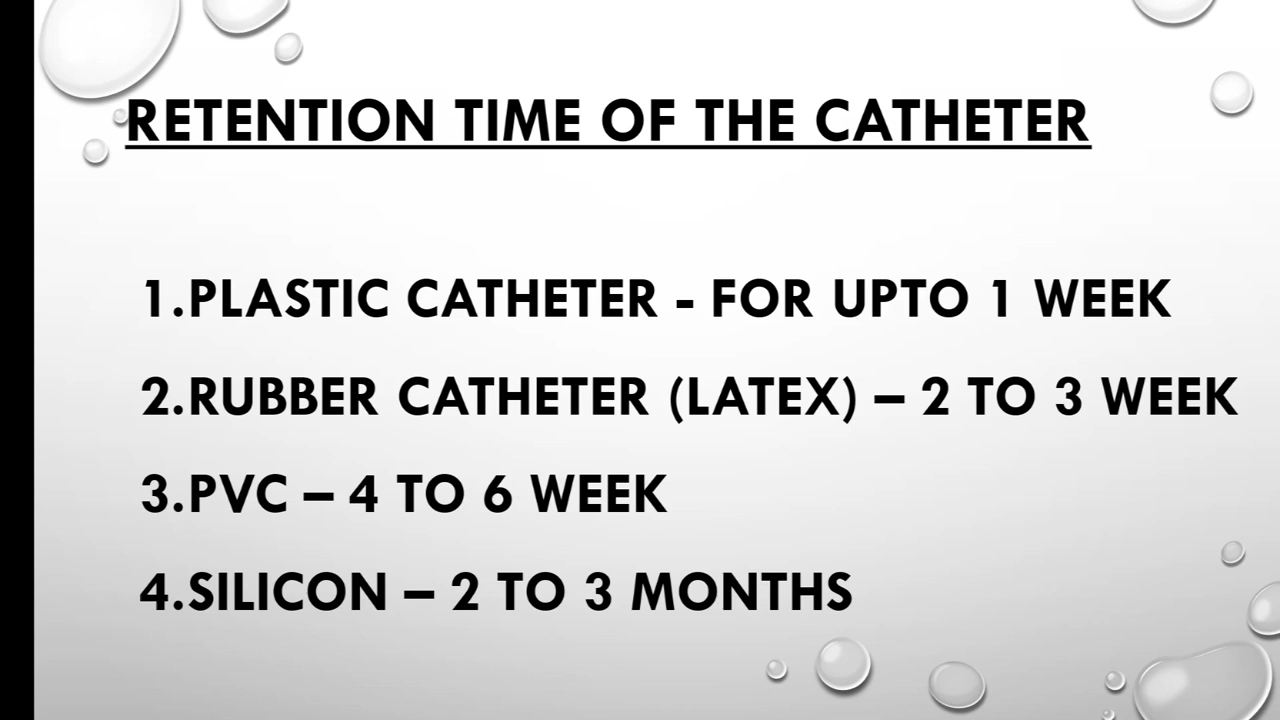 RETENTION TIME OF THE CATHETER
1.PLASTIC CATHETER - FOR UPTO 1 WEEK
2.RUBBER CATHETER (LATEX) – 2 TO 3 WEEK
3.PVC – 4 TO 6 WEEK
4.SILICON – 2 TO 3 MONTHS